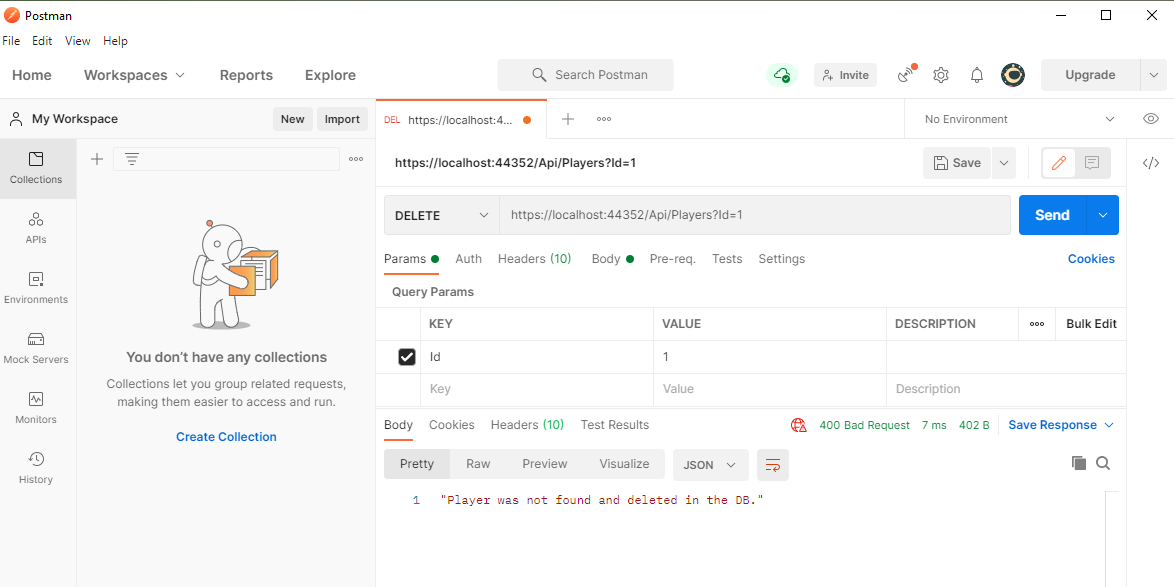 Postman
File Edit View Help
Home Workspaces Reports Explore Search Postman Invite Upgrade
My Workspace New Import
DEL https://localhost:4... No Environment
Collections
APIs
Environments
Mock Servers
Monitors
History
You don’t have any collections
Collections let you group related requests,
making them easier to access and run.
Create Collection
https://localhost:44352/Api/Players?Id=1 Save
DELETE https://localhost:44352/Api/Players?Id=1 Send
Params Auth Headers (10) Body Pre-req. Tests Settings Cookies
Query Params
KEY VALUE DESCRIPTION Bulk Edit
Id 1
Key Value Description
Body Cookies Headers (10) Test Results 400 Bad Request 7 ms 402 B Save Response
Pretty Raw Preview Visualize JSON
1 "Player was not found and deleted in the DB."